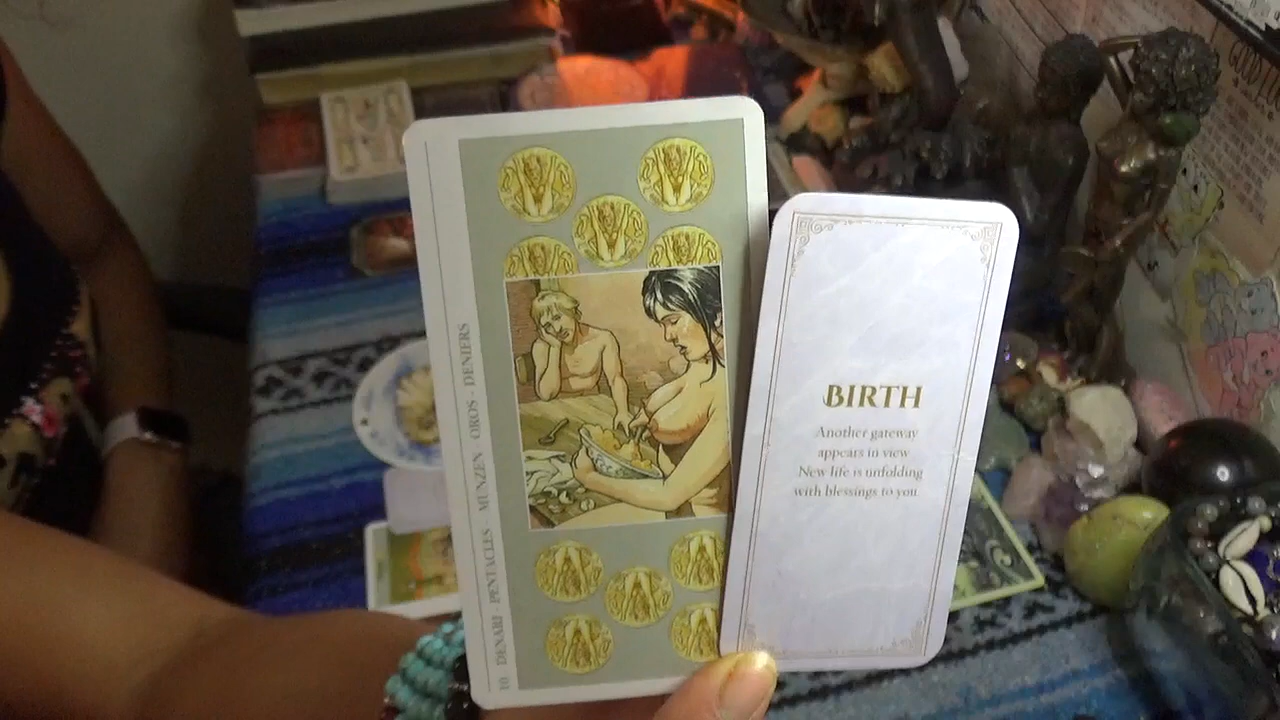 10 DENARI - PENTACLES - MÜNZEN OROS - DENIERS
BIRTH
Another gateway
appears in view
New life is unfolding
with blessings to you